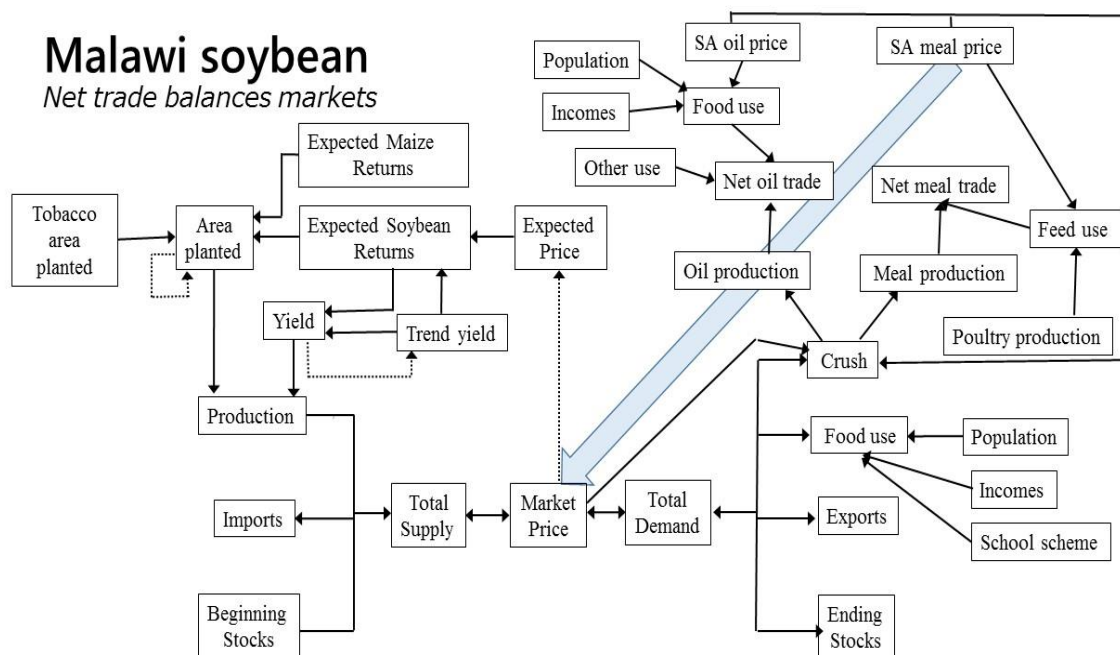 Malawi soybean
Net trade balances markets
SA oil price
SA meal price
Population
Incomes
Food use
Other use
Net oil trade
Net meal trade
Expected Maize
Returns
Tobacco
area
planted
Area
planted
Expected Soybean
Returns
Expected
Price
Feed use
Oil production
Meal production
Yield
Trend yield
Poultry production
Crush
Production
Food use
Population
Incomes
School scheme
Imports
Total
Supply
Market
Price
Total
Demand
Exports
Beginning
Stocks
Ending
Stocks